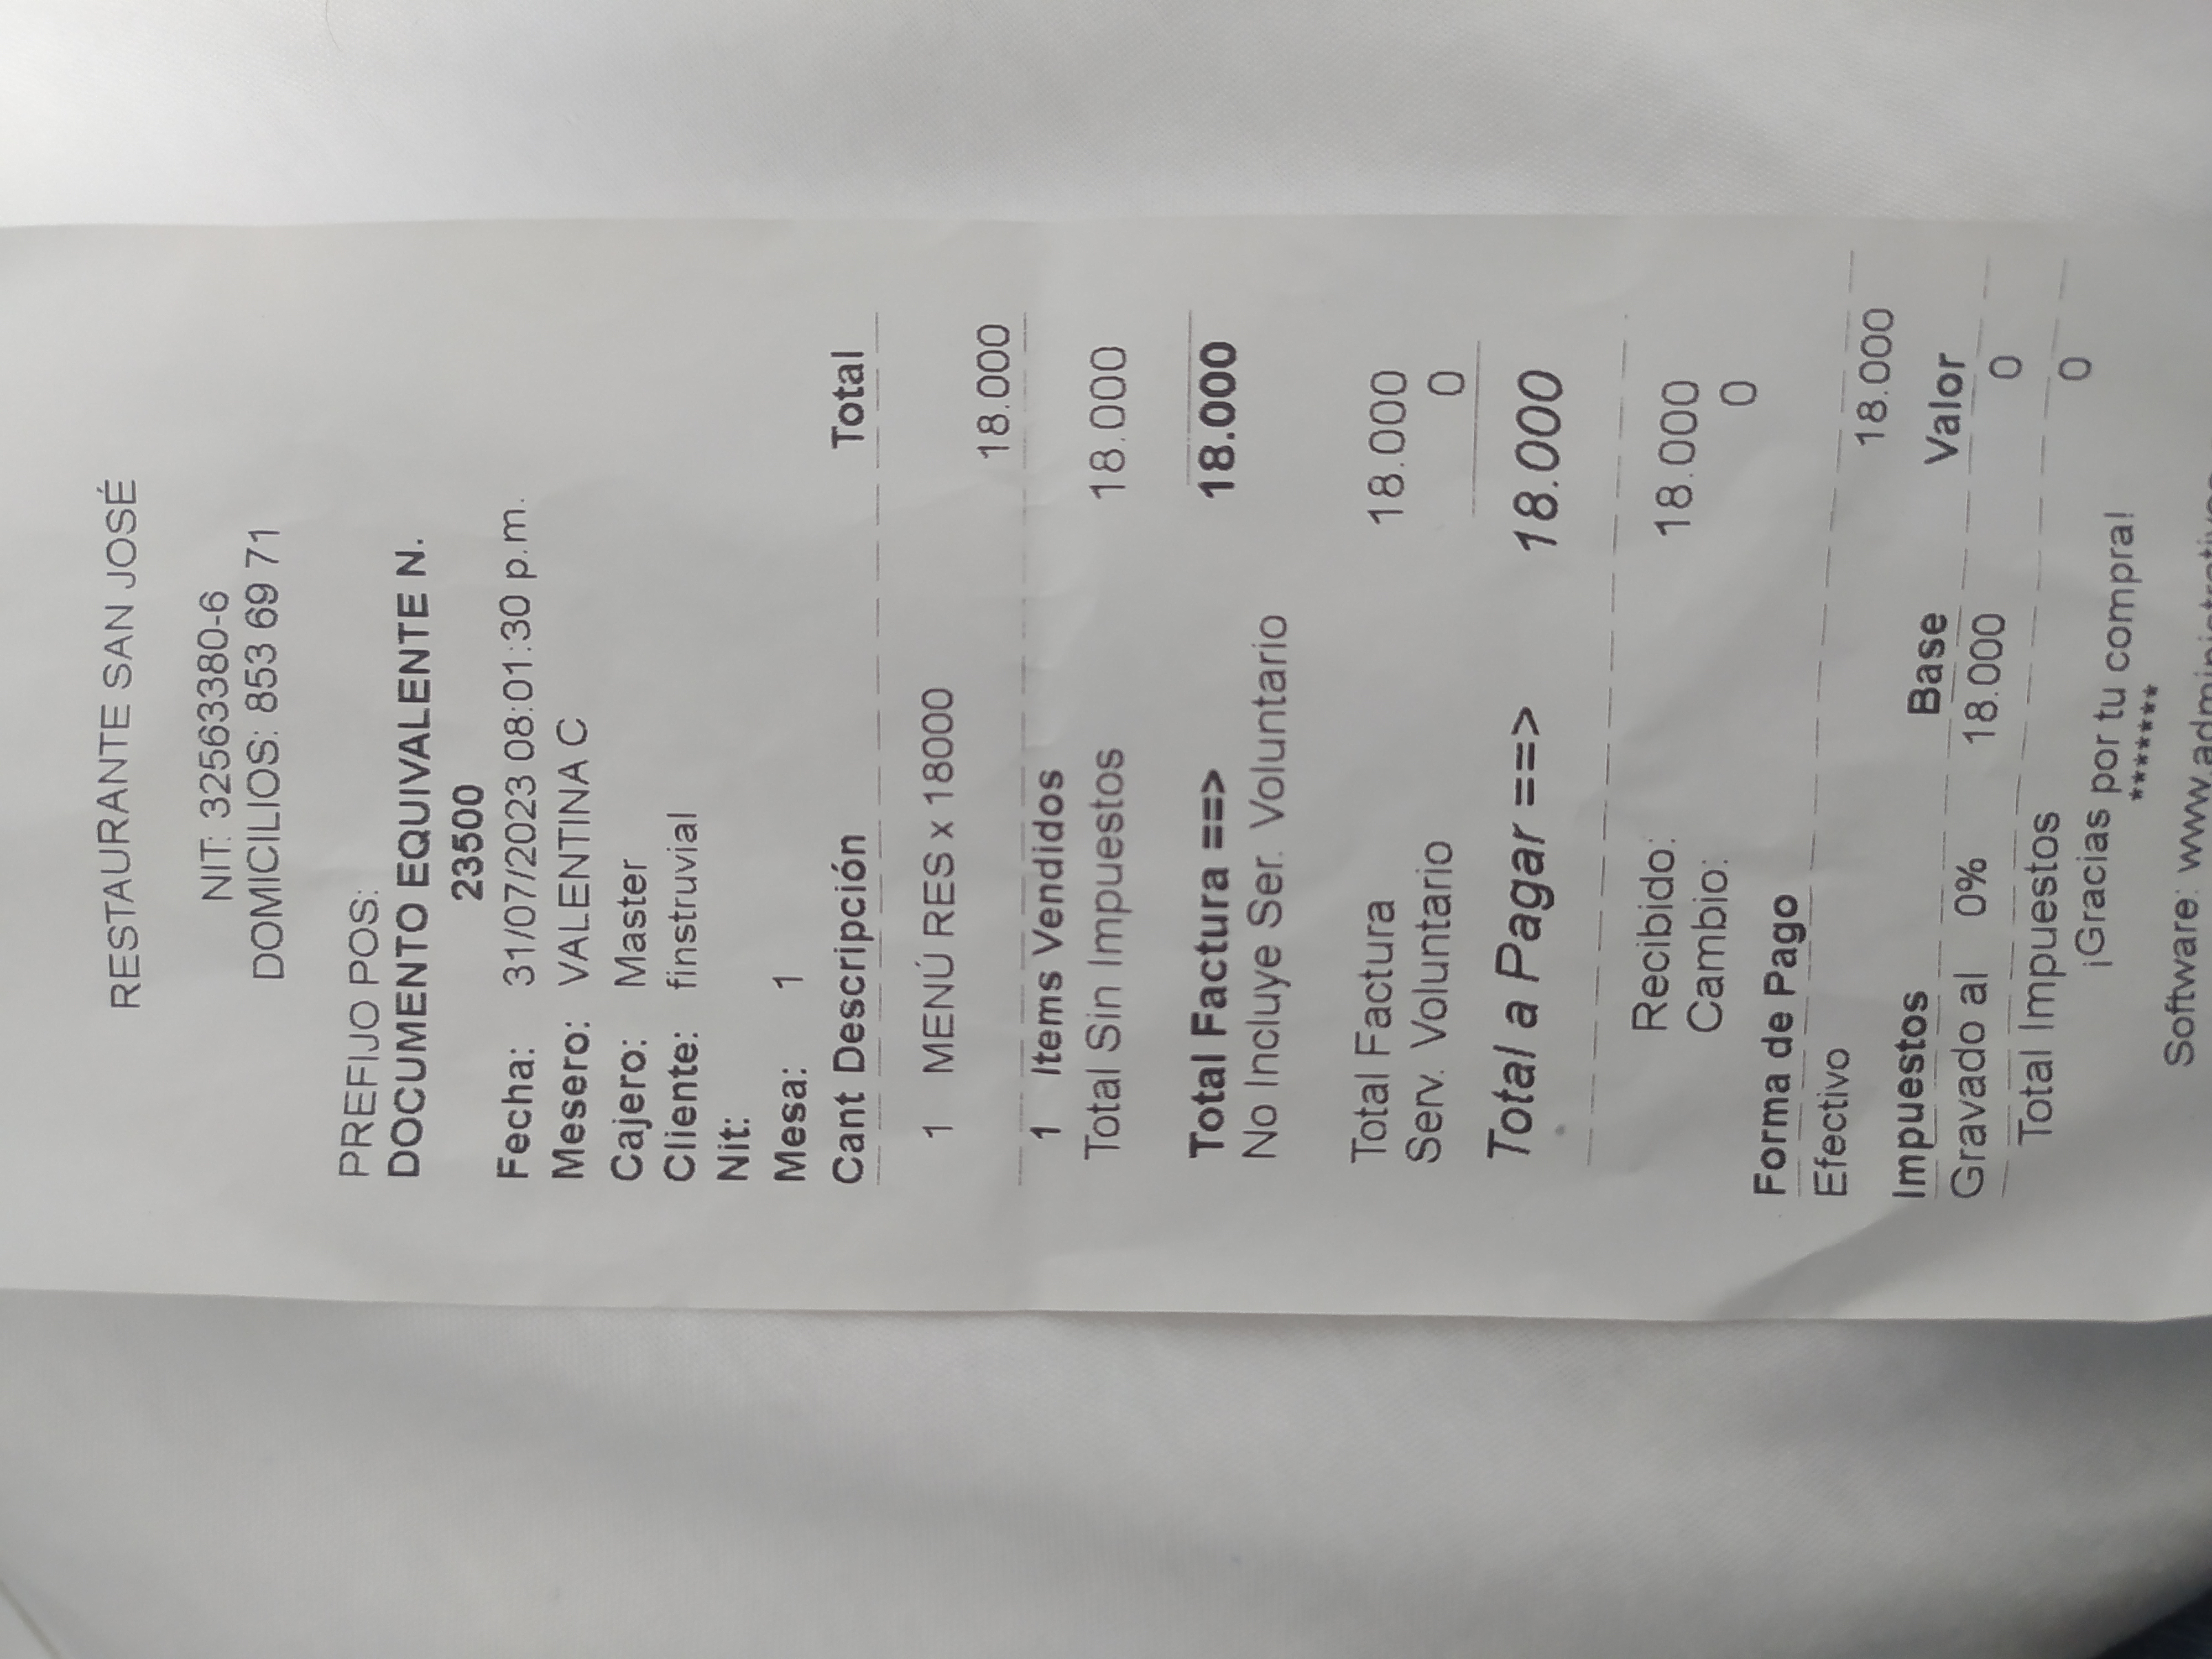 RESTAURANTE SAN JOSÉ
NIT: 32563380-6
DOMICILIOS: 853 69 71
PREFIJO POS:
DOCUMENTO EQUIVALENTE N.
23500
Fecha: 31/07/2023 08:01:30 p.m.
Mesero: VALENTINA C
Cajero: Master
Cliente: finstruvial
Nit:
Mesa: 1
Cant Descripción Total
1 MENÚ RES x 18000
18.000
1 Items Vendidos
Total Sin Impuestos 18.000
Total Factura ==> 18.000
No Incluye Ser. Voluntario
Total Factura 18.000
Serv. Voluntario 0
Total a Pagar ==> 18.000
Recibido: 18.000
Cambio: 0
Forma de Pago
Efectivo 18.000
Impuestos Base Valor
Gravado al 0% 18.000 0
Total Impuestos 0
¡Gracias por tu compra!
*******
Software: